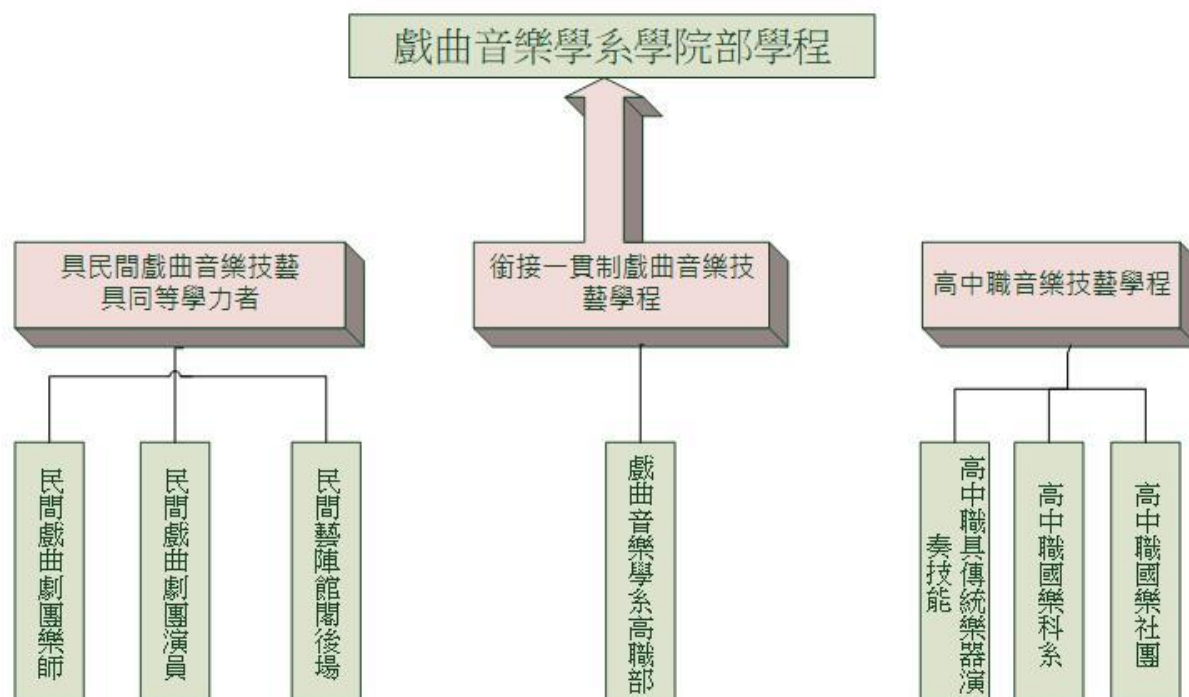 戲曲音樂學系學院部學程
具民間戲曲音樂技藝
具同等學力者
銜接一貫制戲曲音樂技
藝學程
高中職音樂技藝學程
民間戲曲劇團樂師
民間戲曲劇團演員
民間藝陣館閣後場
戲曲音樂學系高職部
高中職具傳統樂器演
奏技能
高中職國樂科系
高中職國樂社團